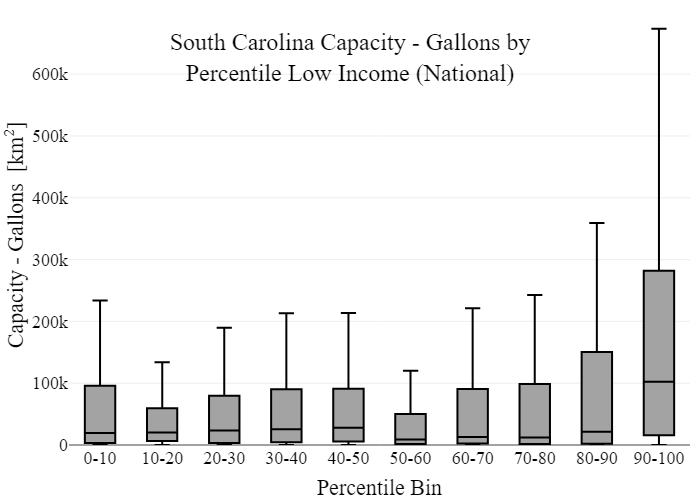 South Carolina Capacity - Gallons by
Percentile Low Income (National)
Capacity - Gallons [km²]
600k
500k
400k
300k
200k
100k
0
0-10 10-20 20-30 30-40 40-50 50-60 60-70 70-80 80-90 90-100
Percentile Bin